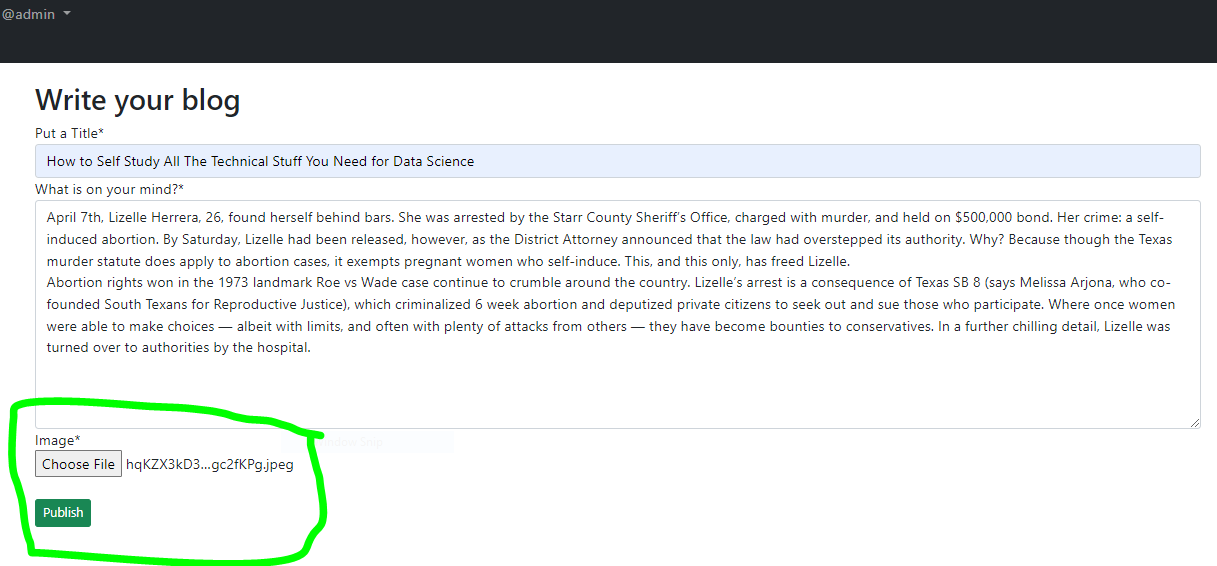 @admin
Write your blog
Put a Title*
How to Self Study All The Technical Stuff You Need for Data Science
What is on your mind?*
April 7th, Lizelle Herrera, 26, found herself behind bars. She was arrested by the Starr County Sheriff's Office, charged with murder, and held on $500,000 bond. Her crime: a self-
induced abortion. By Saturday, Lizelle had been released, however, as the District Attorney announced that the law had overstepped its authority. Why? Because though the Texas
murder statute does apply to abortion cases, it exempts pregnant women who self-induce. This, and this only, has freed Lizelle.
Abortion rights won in the 1973 landmark Roe vs Wade case continue to crumble around the country. Lizelle's arrest is a consequence of Texas SB 8 (says Melissa Arjona, who co-
founded South Texans for Reproductive Justice), which criminalized 6 week abortion and deputized private citizens to seek out and sue those who participate. Where once women
were able to make choices — albeit with limits, and often with plenty of attacks from others — they have become bounties to conservatives. In a further chilling detail, Lizelle was
turned over to authorities by the hospital.
Image*
Choose File hqKZX3kD3...gc2fKPg.jpeg
Publish